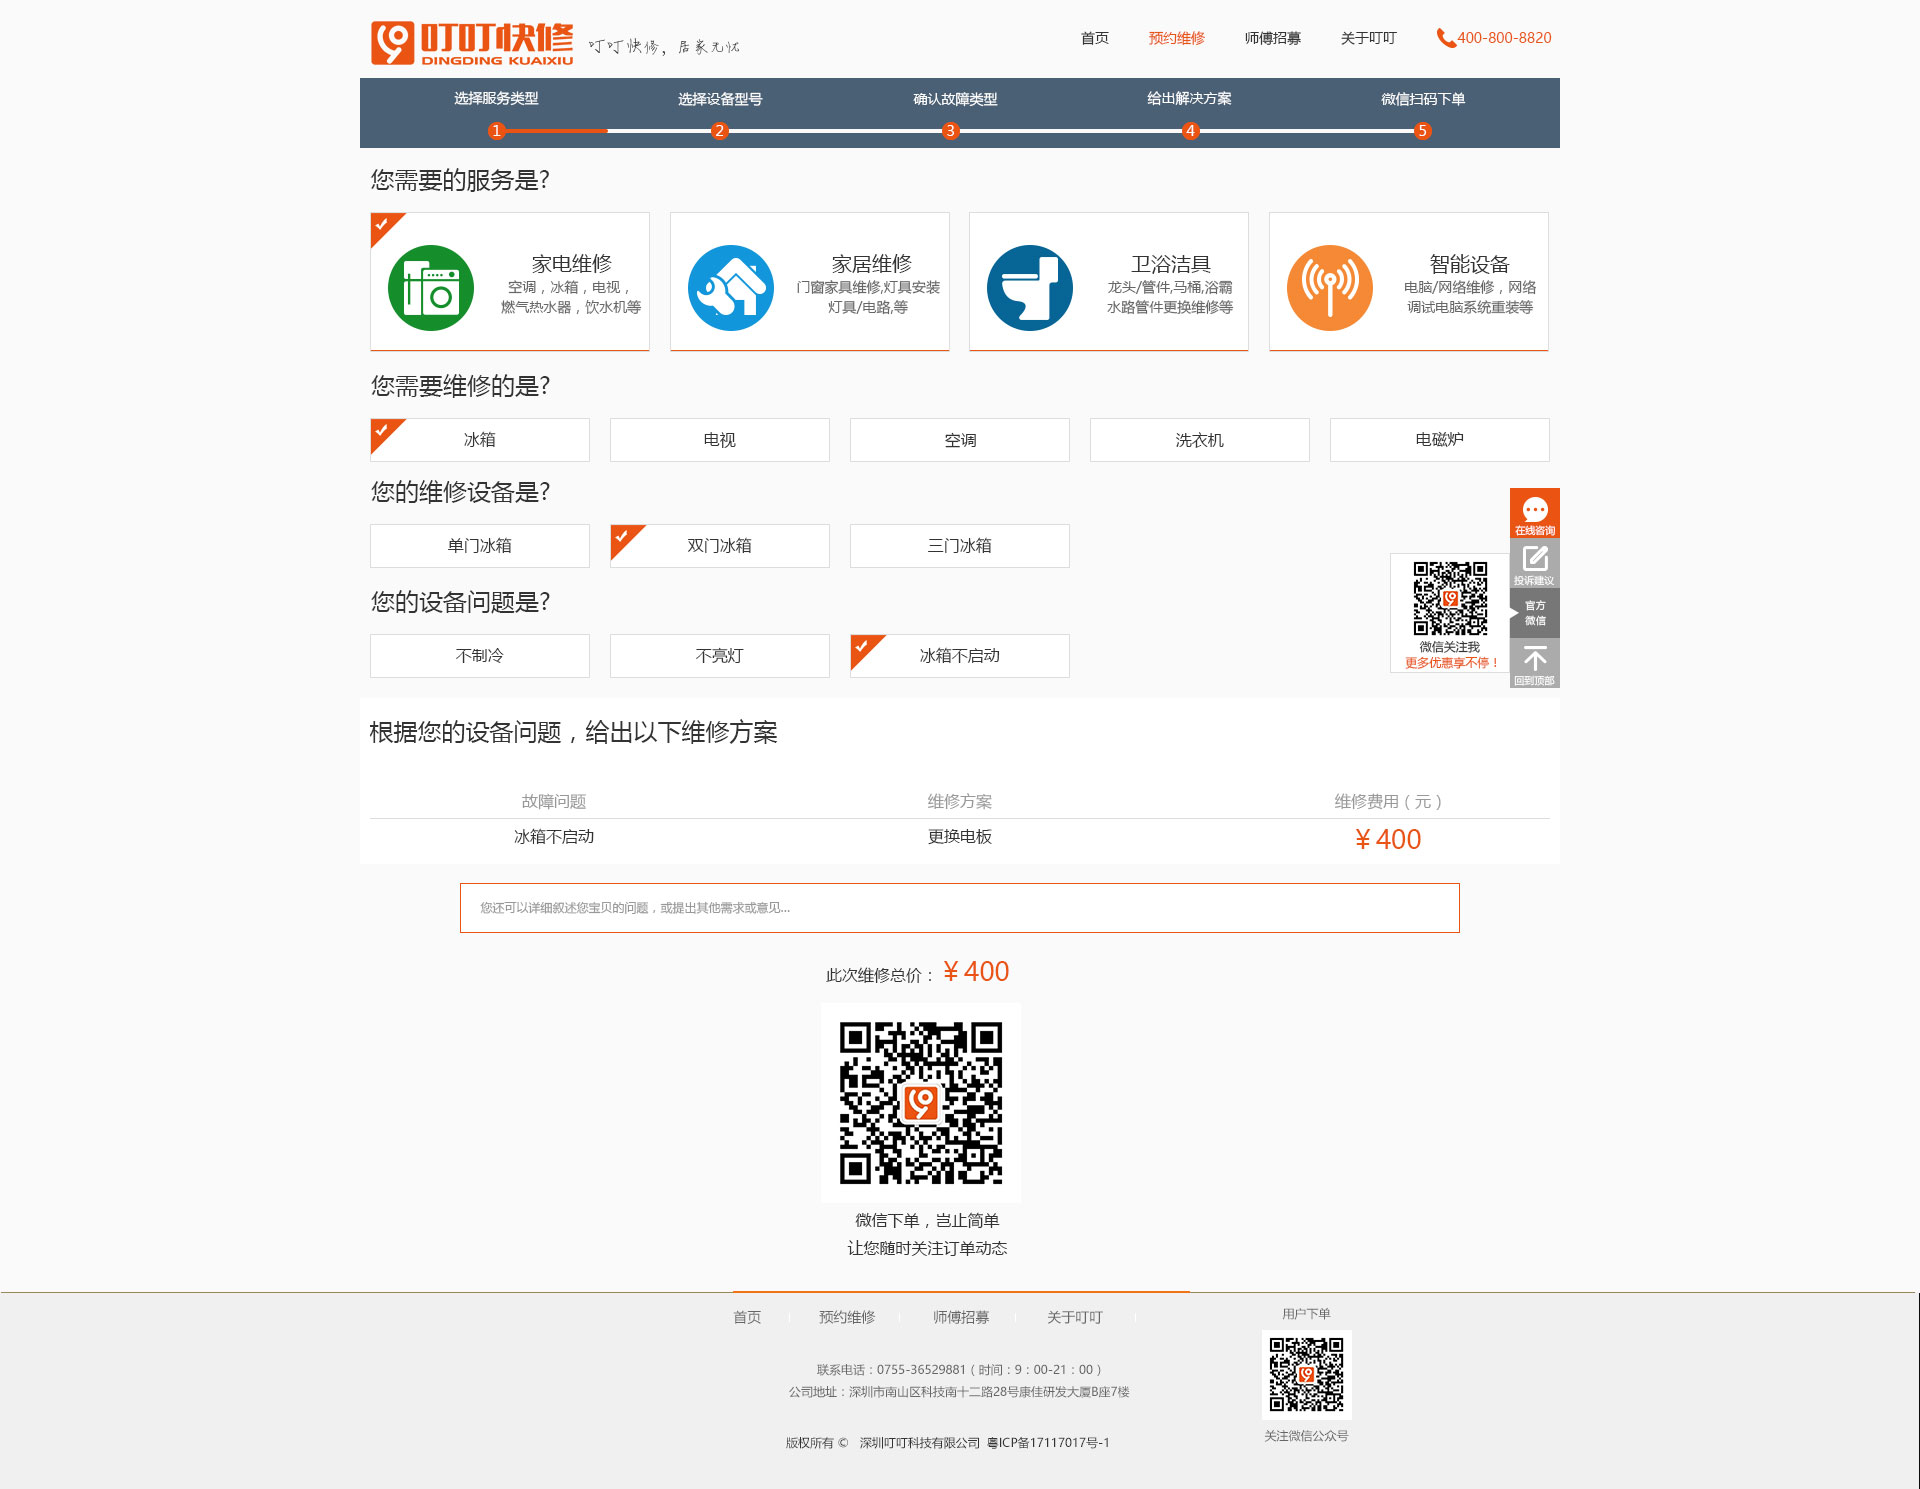 叮叮快修
DINGDING KUAIXIU
叮叮快修，居家无忧
首页 预约维修 师傅招募 关于叮叮 400-800-8820
选择服务类型 选择设备型号 确认故障类型 给出解决方案 微信扫码下单
1 2 3 4 5
您需要的服务是?
家电维修
空调，冰箱，电视，
燃气热水器，饮水机等
家居维修
门窗家具维修,灯具安装
灯具/电路,等
卫浴洁具
龙头/管件,马桶,浴霸
水路管件更换维修等
智能设备
电脑/网络维修，网络
调试电脑系统重装等
您需要维修的是?
冰箱 电视 空调 洗衣机 电磁炉
您的维修设备是?
单门冰箱 双门冰箱 三门冰箱
您的设备问题是?
不制冷 不亮灯 冰箱不启动
在线咨询
投诉建议
官方
微信
回到顶部
微信关注我
更多优惠享不停！
根据您的设备问题，给出以下维修方案
故障问题 维修方案 维修费用（元）
冰箱不启动 更换电板 ¥ 400
您还可以详细叙述您宝贝的问题，或提出其他需求或意见...
此次维修总价： ¥ 400
微信下单，岂止简单
让您随时关注订单动态
首页 预约维修 师傅招募 关于叮叮
联系电话：0755-36529881（时间：9：00-21：00）
公司地址：深圳市南山区科技南十二路28号康佳研发大厦B座7楼
版权所有 © 深圳叮叮科技有限公司 粤ICP备17117017号-1
用户下单
关注微信公众号